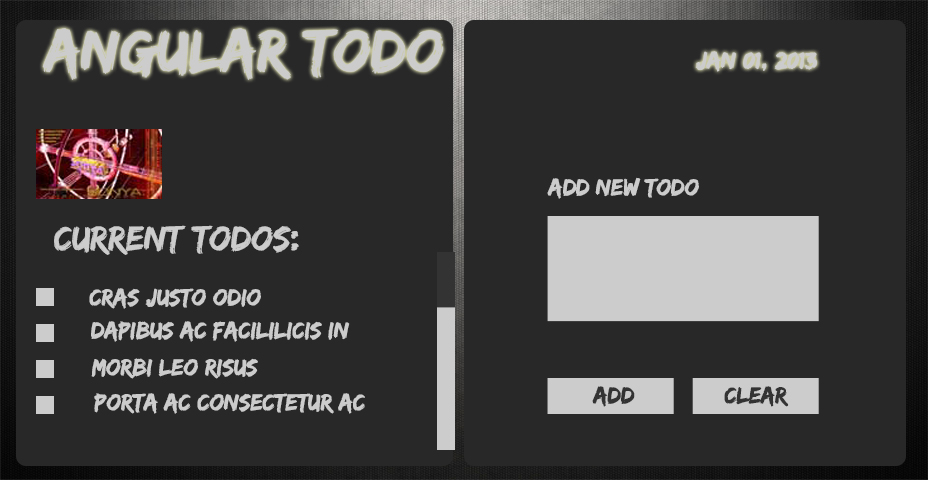 ANGULAR TODO
CURRENT TODOS:
CRAS JUSTO ODIO
DAPIBUS AC FACILILICIS IN
MORBI LEO RISUS
PORTA AC CONSECTETUR AC
JAN 01, 2013
ADD NEW TODO
ADD
CLEAR